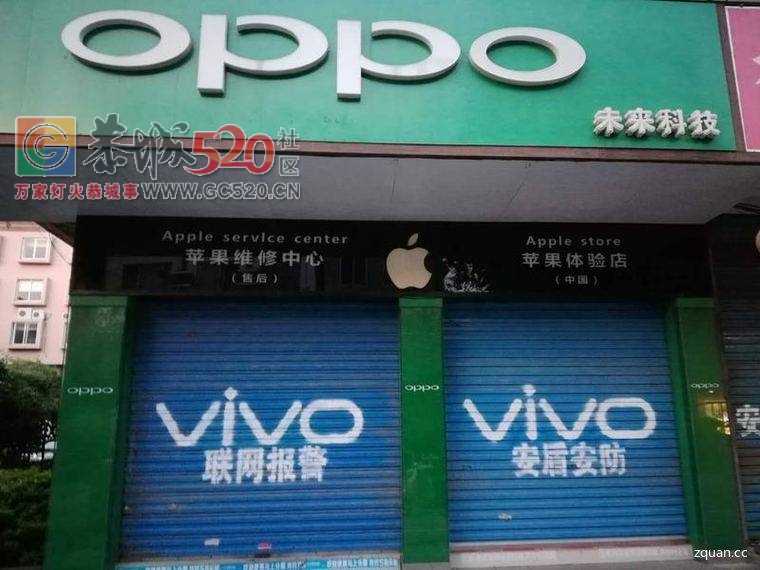 oppo
未来科技
G
恭城520社区
万家灯火恭城事 WWW.GC520.CN
Apple servIce center
苹果维修中心
（售后）
Apple store
苹果体验店
（中国）
oppo
oppo
oppo
vivo
联网报警
vivo
安盾安防
zquan.cc